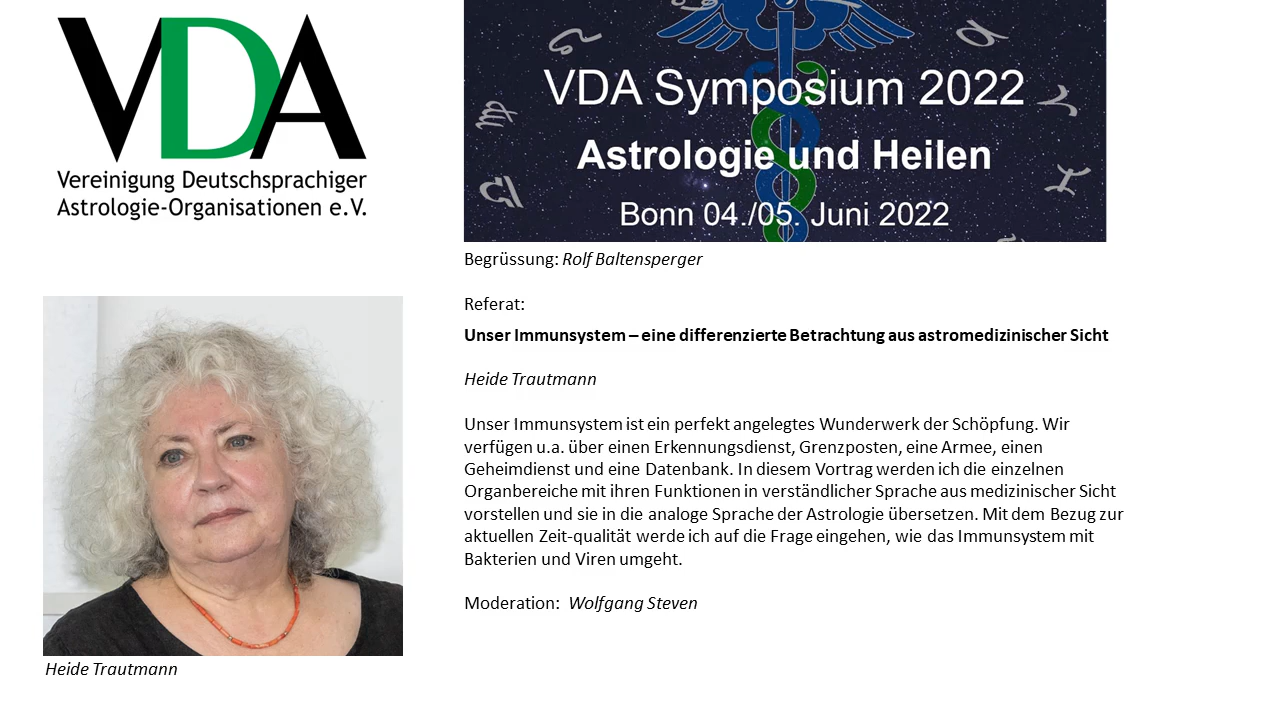 VDA
Vereinigung Deutschsprachiger
Astrologie-Organisationen e.V.
VDA Symposium 2022
Astrologie und Heilen
Bonn 04./05. Juni 2022
Begrüssung: Rolf Baltensperger
Referat:
Unser Immunsystem – eine differenzierte Betrachtung aus astromedizinischer Sicht
Heide Trautmann
Unser Immunsystem ist ein perfekt angelegtes Wunderwerk der Schöpfung. Wir
verfügen u.a. über einen Erkennungsdienst, Grenzposten, eine Armee, einen
Geheimdienst und eine Datenbank. In diesem Vortrag werden ich die einzelnen
Organbereiche mit ihren Funktionen in verständlicher Sprache aus medizinischer Sicht
vorstellen und sie in die analoge Sprache der Astrologie übersetzen. Mit dem Bezug zur
aktuellen Zeit-qualität werde ich auf die Frage eingehen, wie das Immunsystem mit
Bakterien und Viren umgeht.
Moderation: Wolfgang Steven
Heide Trautmann